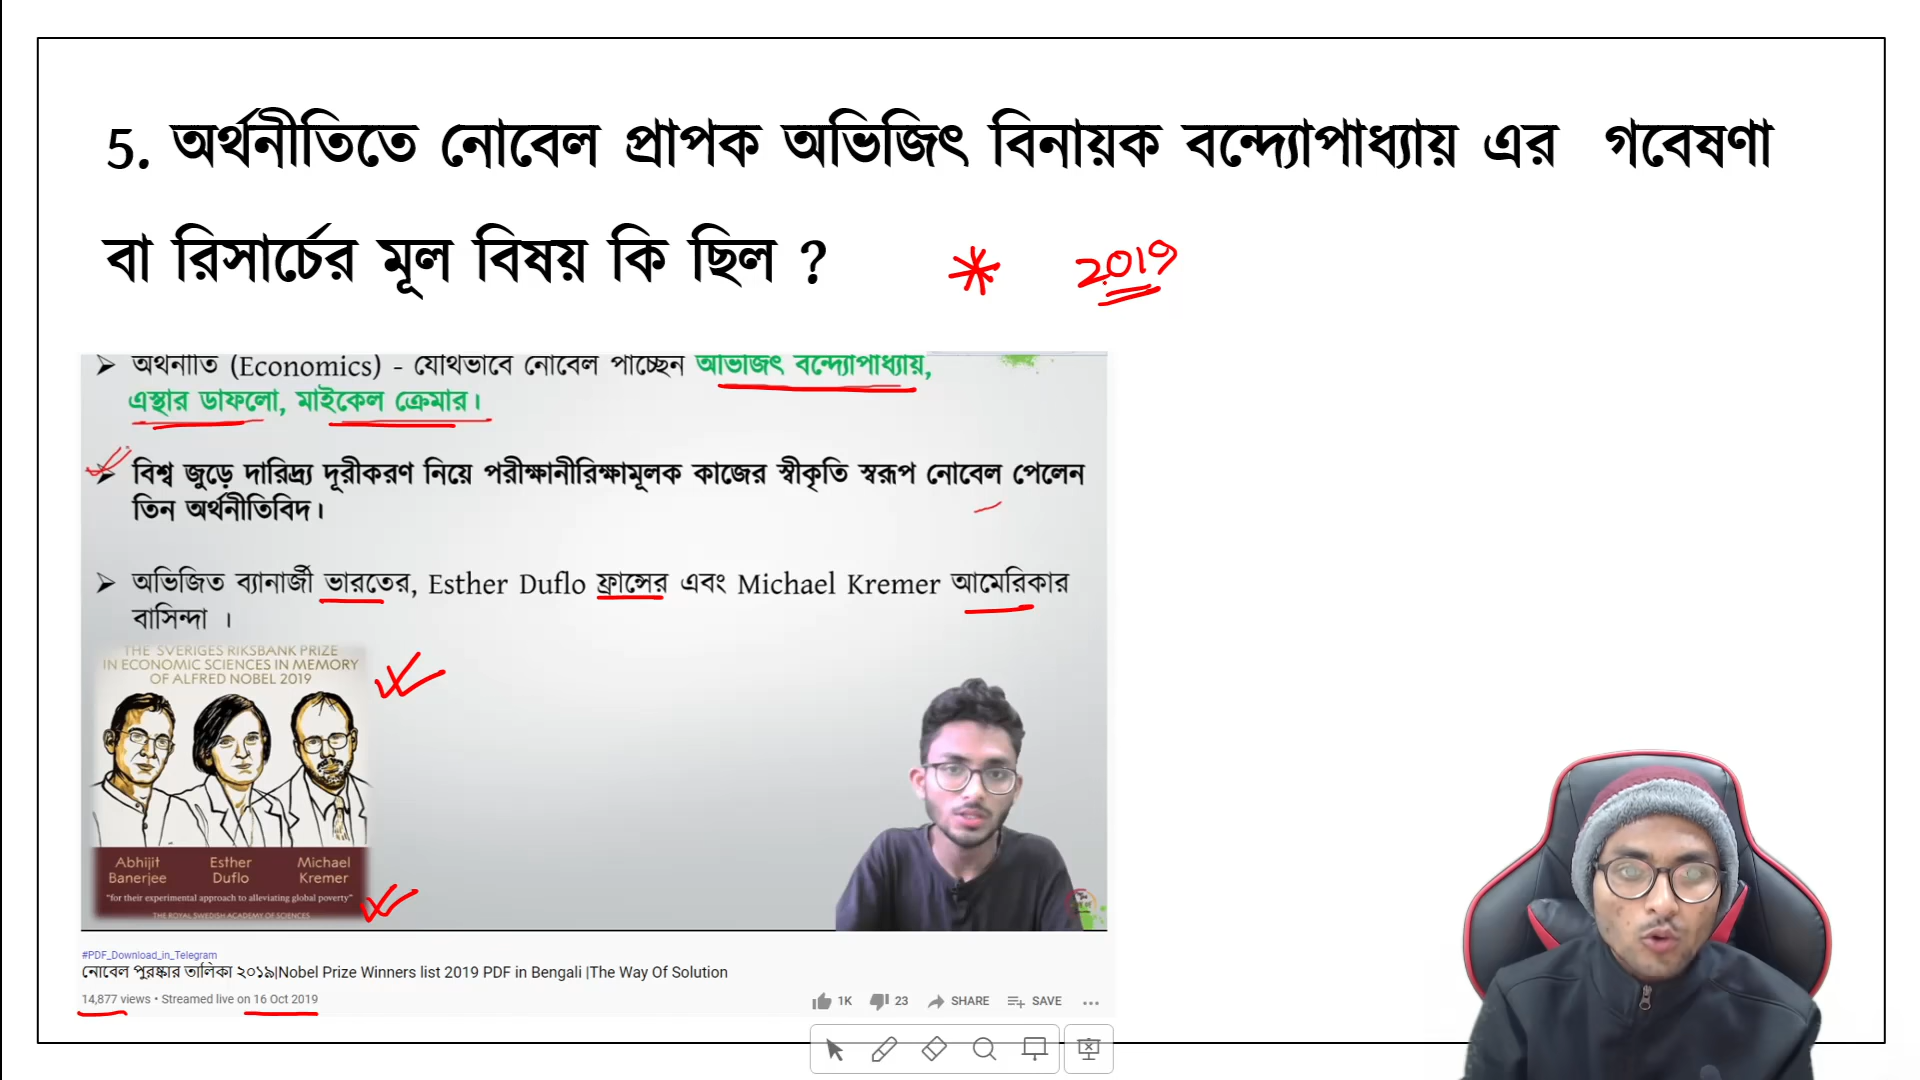 5. অর্থনীতিতে নোবেল প্রাপক অভিজিৎ বিনায়ক বন্দ্যোপাধ্যায় এর গবেষণা
বা রিসার্চের মূল বিষয় কি ছিল ?
* 2019
➢ অর্থনীতি (Economics) - যৌথভাবে নোবেল পাচ্ছেন অভিজিৎ বন্দ্যোপাধ্যায়,
এস্থার ডাফলো, মাইকেল ক্রেমার।
➢ বিশ্ব জুড়ে দারিদ্র্য দূরীকরণ নিয়ে পরীক্ষানীরিক্ষামূলক কাজের স্বীকৃতি স্বরূপ নোবেল পেলেন
তিন অর্থনীতিবিদ।
➢ অভিজিত ব্যানার্জী ভারতের, Esther Duflo ফ্রান্সের এবং Michael Kremer আমেরিকার
বাসিন্দা ।
THE SVERIGES RIKSBANK PRIZE
IN ECONOMIC SCIENCES IN MEMORY
OF ALFRED NOBEL 2019
Abhijit Banerjee
Esther Duflo
Michael Kremer
"for their experimental approach to alleviating global poverty"
THE ROYAL SWEDISH ACADEMY OF SCIENCES
#PDF_Download_in_Telegram
নোবেল পুরষ্কার তালিকা ২০১৯|Nobel Prize Winners list 2019 PDF in Bengali |The Way Of Solution
14,877 views • Streamed live on 16 Oct 2019
1K 23 SHARE SAVE ...